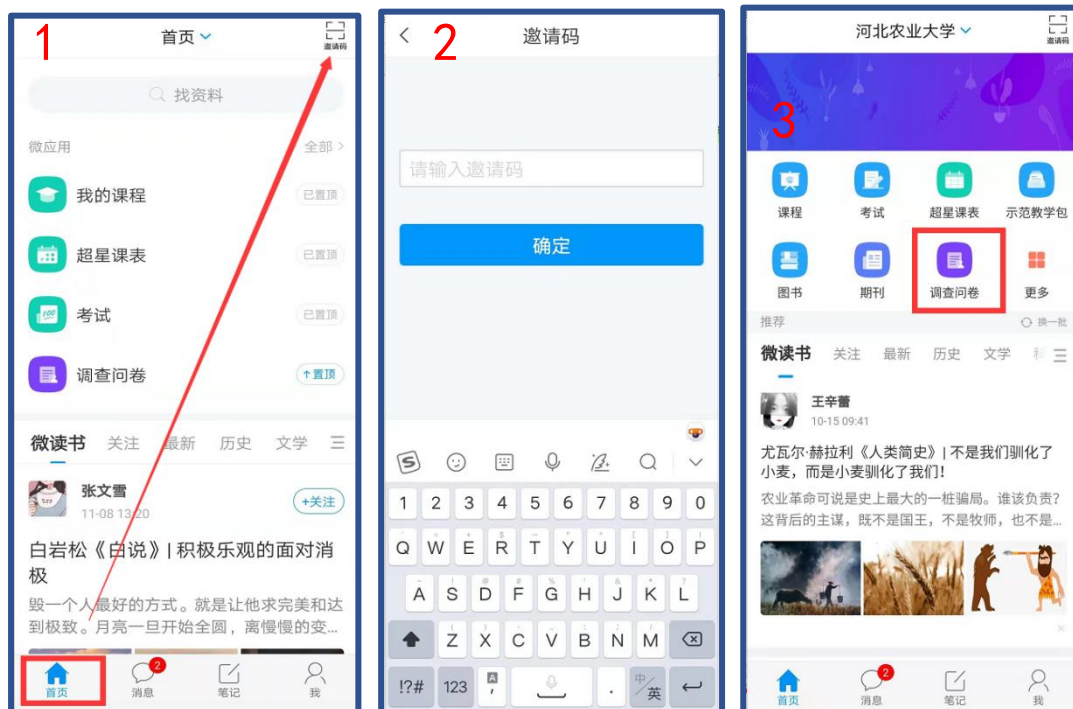 1
首页
邀请码
找资料
微应用
全部
我的课程
已置顶
超星课表
已置顶
考试
已置顶
调查问卷
置顶
微读书 关注 最新 历史 文学
张文雪
11-08 13:20
+关注
白岩松《白说》| 积极乐观的面对消
极
毁一个人最好的方式。就是让他求完美和达
到极致。月亮一旦开始全圆，离慢慢的变...
2
首页 消息 笔记 我
2
邀请码
请输入邀请码
确定
1 2 3 4 5 6 7 8 9 0
Q W E R T Y U I O P
A S D F G H J K L
Z X C V B N M
!?# 123 , . 中/英
3
河北农业大学
邀请码
课程 考试 超星课表 示范教学包
图书 期刊 调查问卷 更多
推荐
换一批
微读书 关注 最新 历史 文学
王辛蕾
10-15 09:41
尤瓦尔·赫拉利《人类简史》| 不是我们驯化了
小麦，而是小麦驯化了我们！
农业革命可说是史上最大的一桩骗局。谁该负责？
这背后的主谋，既不是国王，不是牧师，也不是...
2
首页 消息 笔记 我